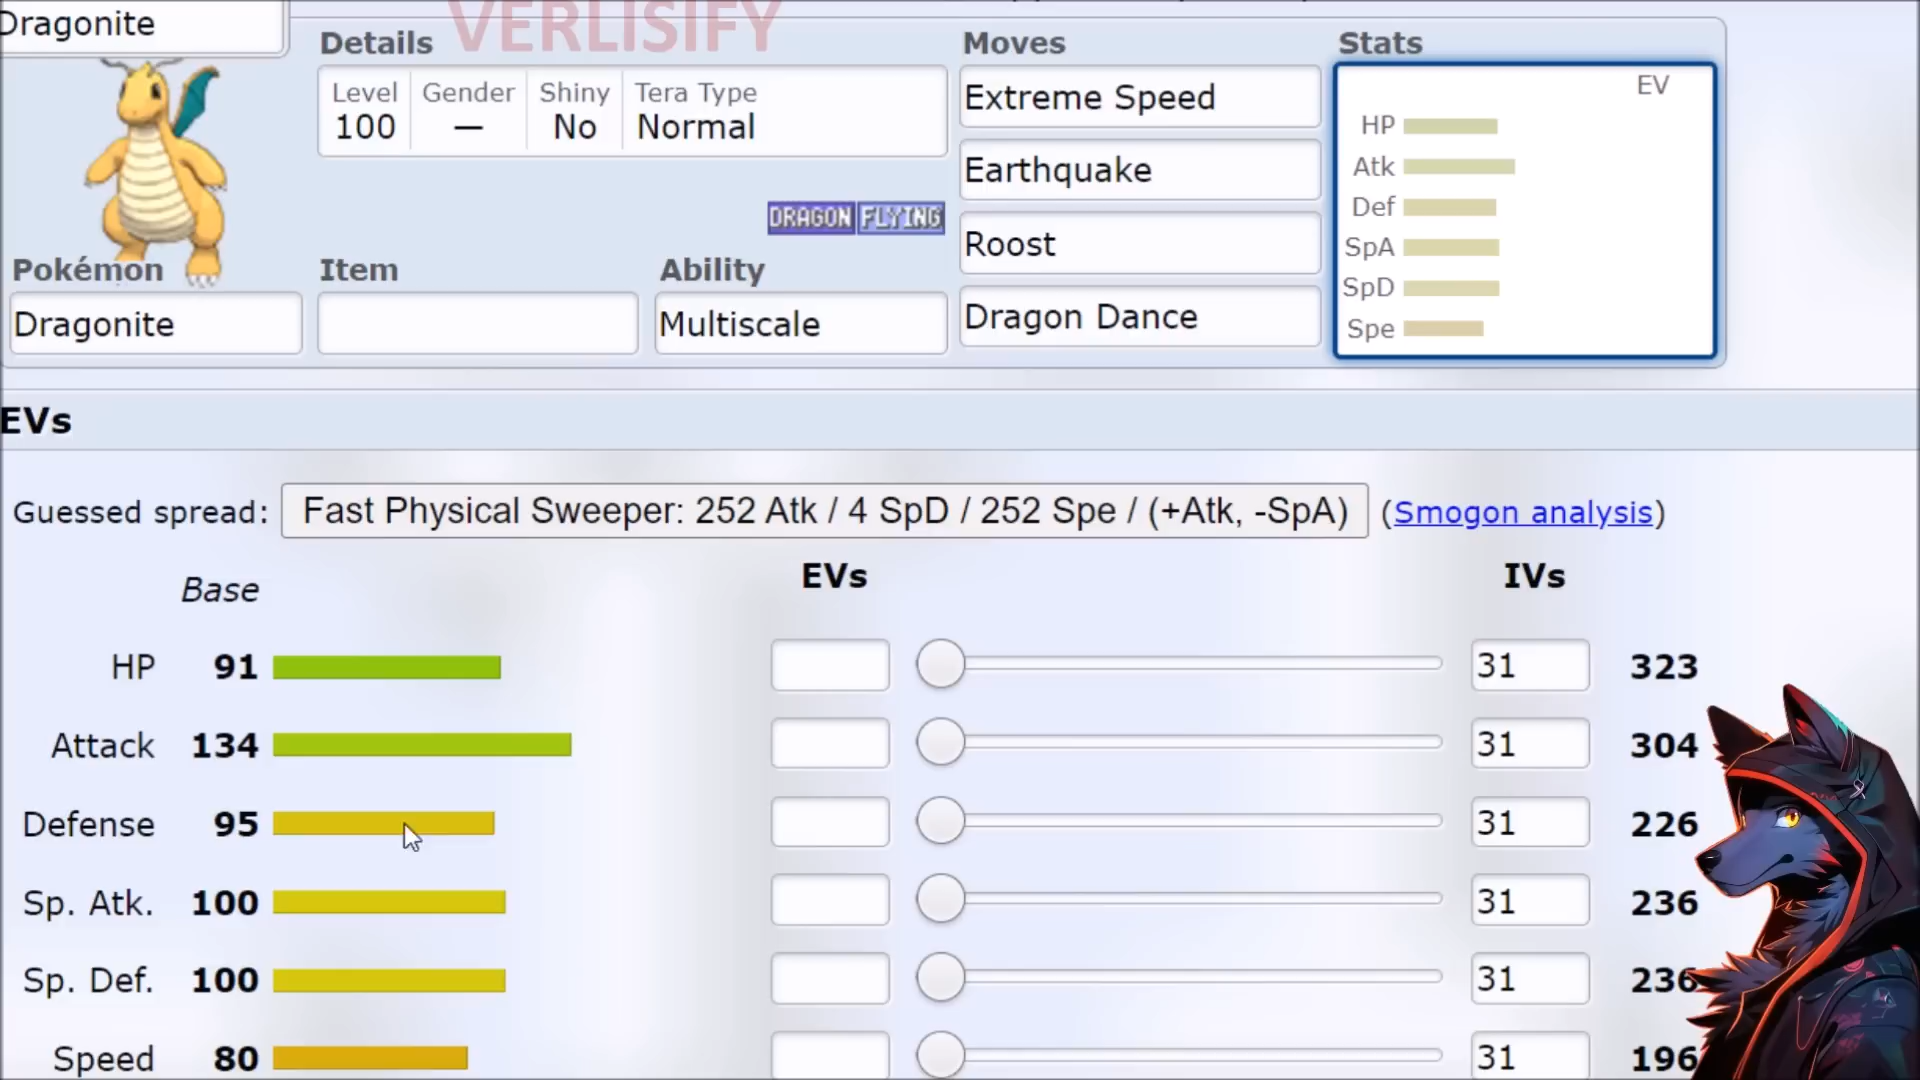 Dragonite
VERLISIFY
Details
Level
100
Gender
—
Shiny
No
Tera Type
Normal
DRAGON
FLYING
Pokémon
Dragonite
Item
Ability
Multiscale
Moves
Extreme Speed
Earthquake
Roost
Dragon Dance
Stats
EV
HP
Atk
Def
SpA
SpD
Spe
EVs
Guessed spread: Fast Physical Sweeper: 252 Atk / 4 SpD / 252 Spe / (+Atk, -SpA) (Smogon analysis)
Base EVs IVs
HP 91 31 323
Attack 134 31 304
Defense 95 31 226
Sp. Atk. 100 31 236
Sp. Def. 100 31 236
Speed 80 31 196